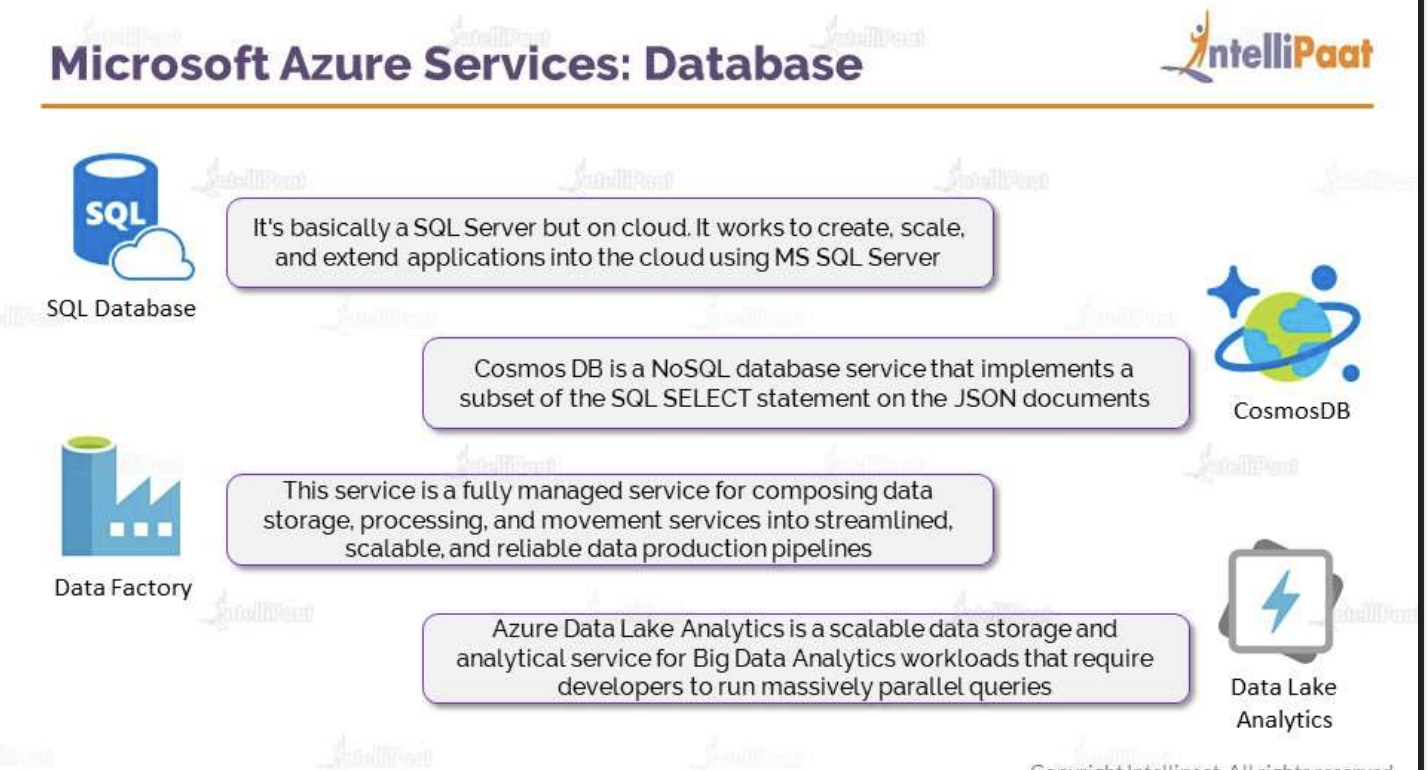 Microsoft Azure Services: Database
IntelliPaat
SQL
SQL Database
It's basically a SQL Server but on cloud. It works to create, scale,
and extend applications into the cloud using MS SQL Server
Cosmos DB is a NoSQL database service that implements a
subset of the SQL SELECT statement on the JSON documents
CosmosDB
Data Factory
This service is a fully managed service for composing data
storage, processing, and movement services into streamlined,
scalable, and reliable data production pipelines
Azure Data Lake Analytics is a scalable data storage and
analytical service for Big Data Analytics workloads that require
developers to run massively parallel queries
Data Lake
Analytics
Copyright Intellipaat. All rights reserved.